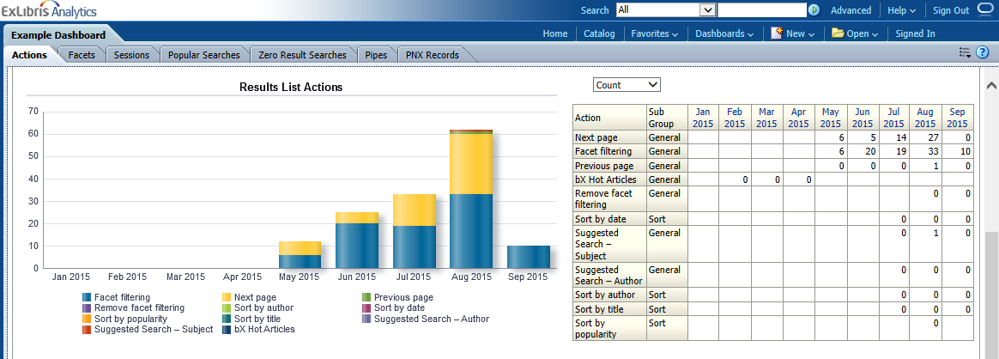 ExLibris Analytics
Search All Advanced Help Sign Out
Example Dashboard
Home Catalog Favorites Dashboards New Open Signed In
Actions Facets Sessions Popular Searches Zero Result Searches Pipes PNX Records
Results List Actions
70
60
50
40
30
20
10
0
Jan 2015 Feb 2015 Mar 2015 Apr 2015 May 2015 Jun 2015 Jul 2015 Aug 2015 Sep 2015
Facet filtering Next page Previous page
Remove facet filtering Sort by author Sort by date
Sort by popularity Sort by title Suggested Search – Author
Suggested Search – Subject bX Hot Articles
Count
Action Sub Group Jan 2015 Feb 2015 Mar 2015 Apr 2015 May 2015 Jun 2015 Jul 2015 Aug 2015 Sep 2015
Next page General 6 5 14 27 0
Facet filtering General 6 20 19 33 10
Previous page General 0 0 0 1 0
bX Hot Articles General 0 0 0
Remove facet filtering General 0 0
Sort by date Sort 0 0 0
Suggested Search – Subject General 0 1 0
Suggested Search – Author General 0 0 0
Sort by author Sort 0 0 0
Sort by title Sort 0 0 0
Sort by popularity Sort 0